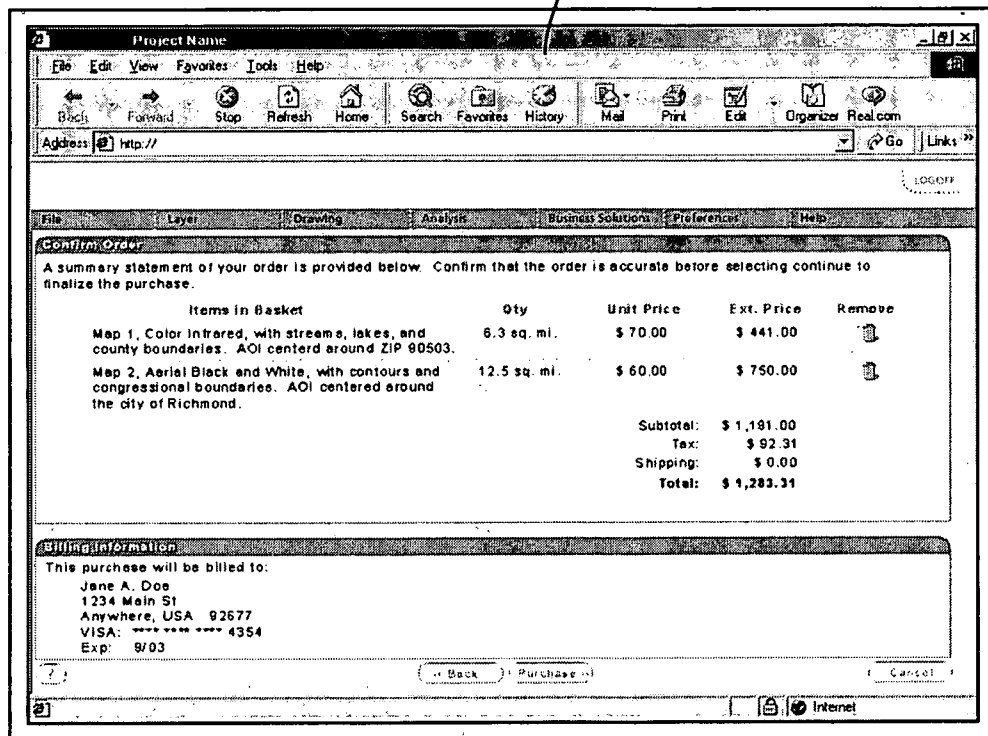 Project Name
File Edit View Favorites Tools Help
Back Forward Stop Refresh Home Search Favorites History Mail Print Edit Organizer Real.com
Address http:// Go Links »
LOGOFF
File Layer Drawing Analysis Business Solutions Preferences Help
Confirm Order
A summary statement of your order is provided below. Confirm that the order is accurate before selecting continue to
finalize the purchase.
Items in Basket Qty Unit Price Ext. Price Remove
Map 1, Color Infrared, with streams, lakes, and 6.3 sq. mi. $ 70.00 $ 441.00
county boundaries. AOI centerd around ZIP 90503.
Map 2, Aerial Black and White, with contours and 12.5 sq. mi. $ 60.00 $ 750.00
congressional boundaries. AOI centered around
the city of Richmond.
Subtotal: $ 1,191.00
Tax: $ 92.31
Shipping: $ 0.00
Total: $ 1,283.31
Billing Information
This purchase will be billed to:
Jane A. Doe
1234 Main St
Anywhere, USA 92677
VISA: **** **** **** 4354
Exp: 9/03
? « Back Purchase » Cancel
Internet